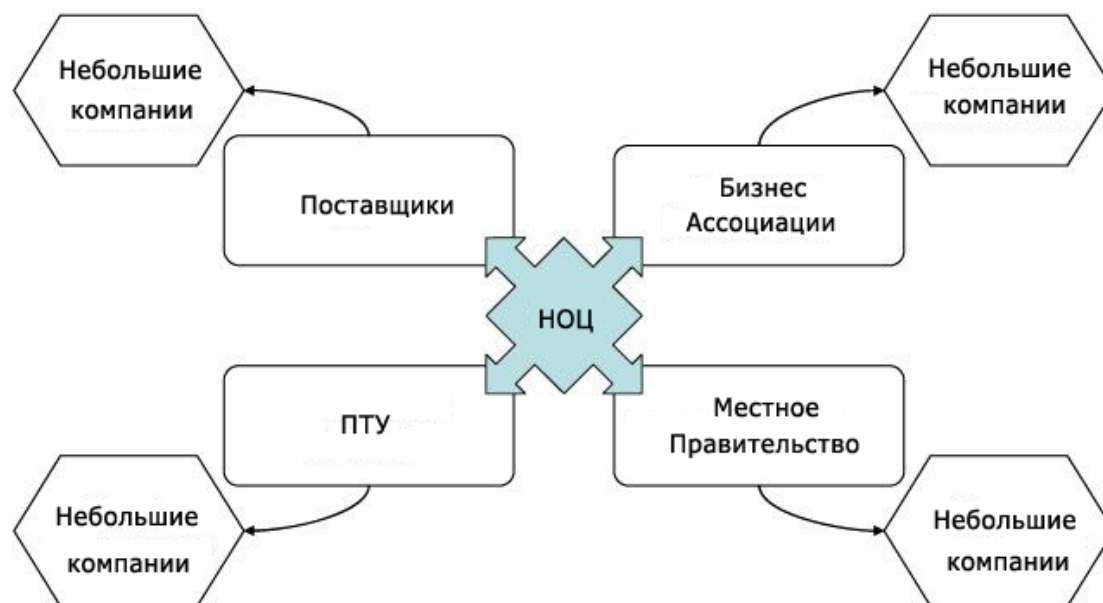 Небольшие
компании
Небольшие
компании
Поставщики
Бизнес
Ассоциации
НОЦ
ПТУ
Местное
Правительство
Небольшие
компании
Небольшие
компании